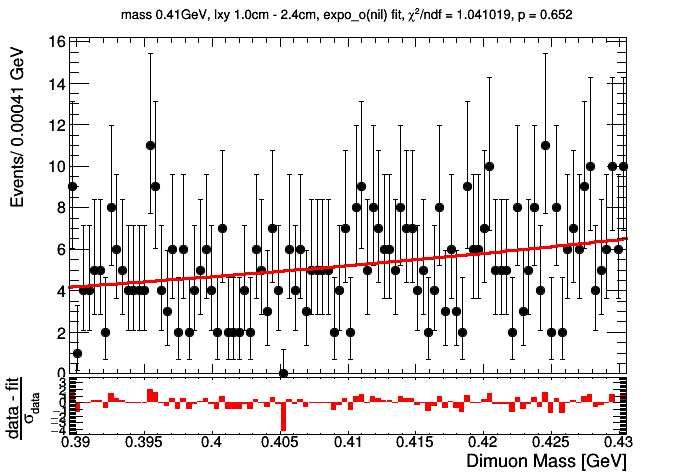 mass 0.41GeV, lxy 1.0cm - 2.4cm, expo_o(nil) fit, χ²/ndf = 1.041019, p = 0.652
Events/ 0.00041 GeV
16
14
12
10
8
6
4
2
0
data - fit
σdata
3
2
1
0
−1
−2
−3
−4
0.39 0.395 0.4 0.405 0.41 0.415 0.42 0.425 0.43
Dimuon Mass [GeV]